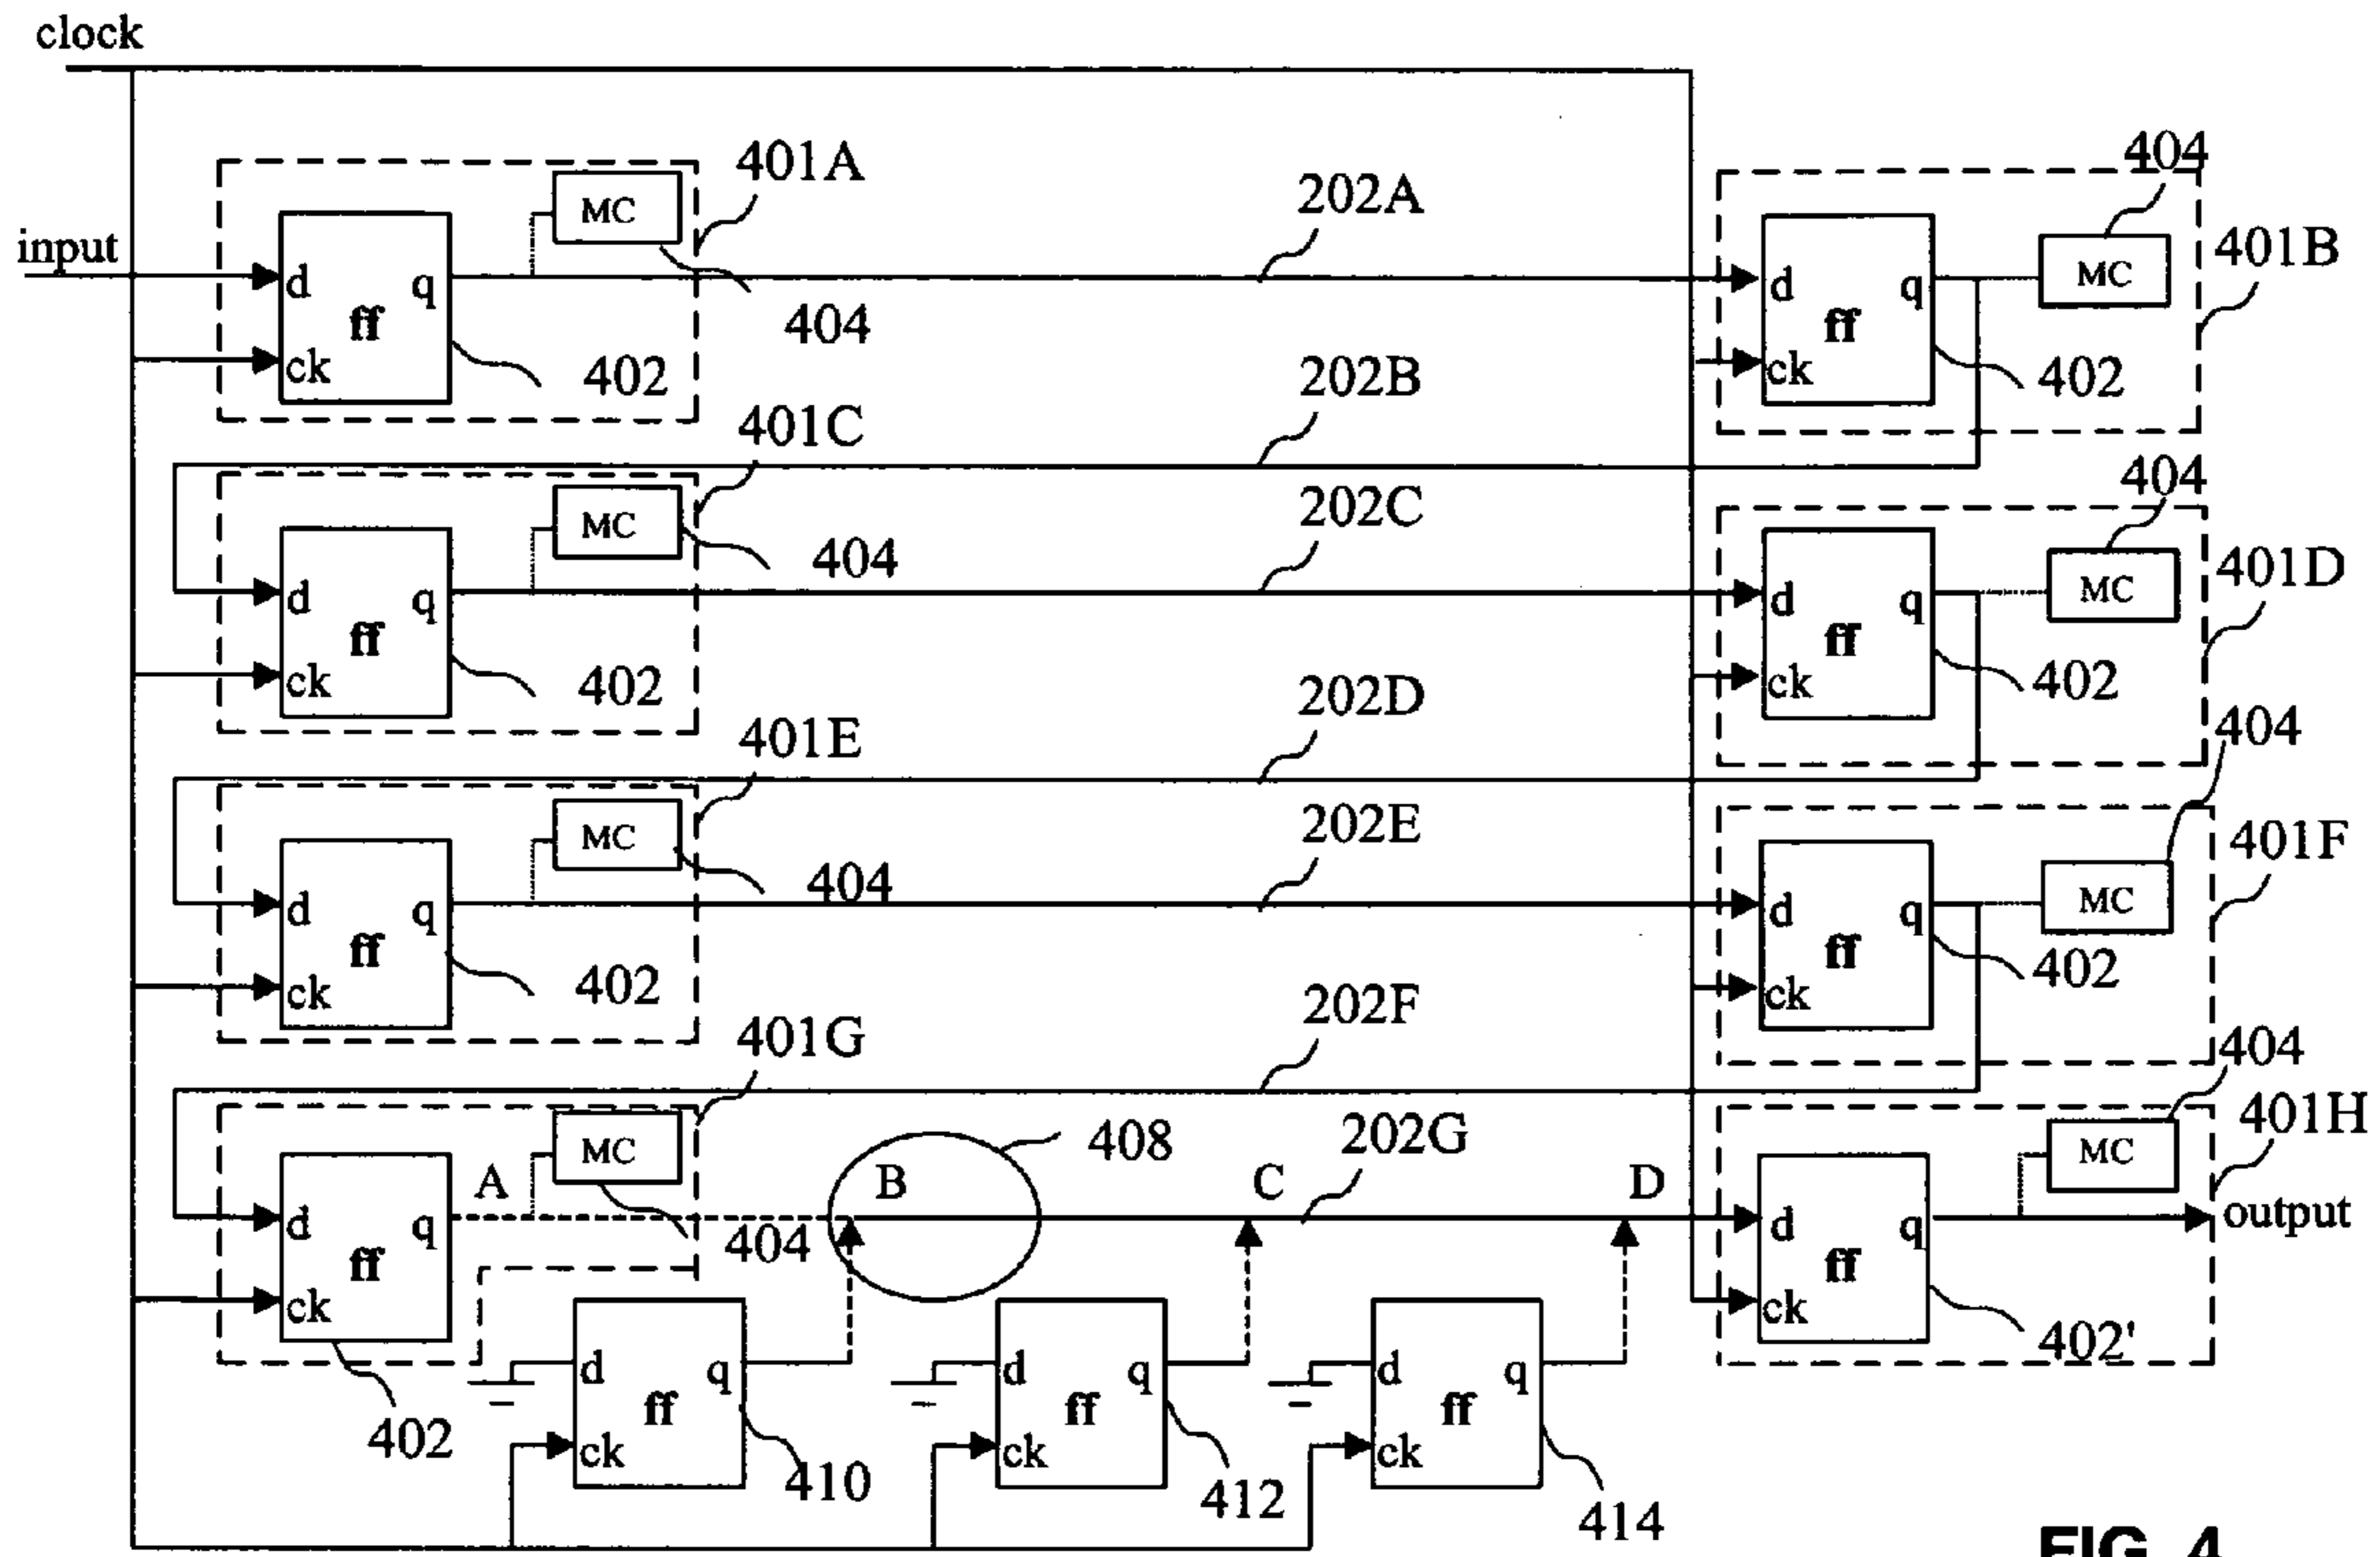 clock
401A
404
MC
202A
input
MC
401B
d
q
d
q
ff
404
ff
ck
402
202B
ck
402
401C
404
MC
202C
MC
401D
d
q
404
d
q
ff
ff
ck
402
202D
ck
402
401E
404
MC
202E
401F
MC
d
q
404
d
q
ff
ff
402
ck
402
202F
ck
401G
404
MC
408
202G
MC
401H
A
B
C
D
output
d
q
404
d
q
ff
ff
ck
ck
402'
d
q
d
q
d
q
ff
ff
ff
402
ck
410
ck
412
ck
414
FIG. 4